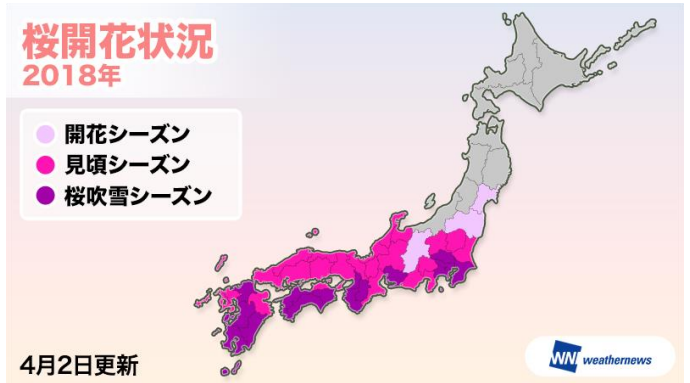 桜開花状況
2018年
開花シーズン
見頃シーズン
桜吹雪シーズン
4月2日更新
WN weathernews